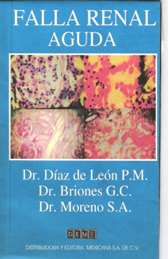 FALLA RENAL
AGUDA
Dr. Díaz de León P.M.
Dr. Briones G.C.
Dr. Moreno S.A.
DISTRIBUIDORA Y EDITORA MEXICANA S.A. DE C.V.